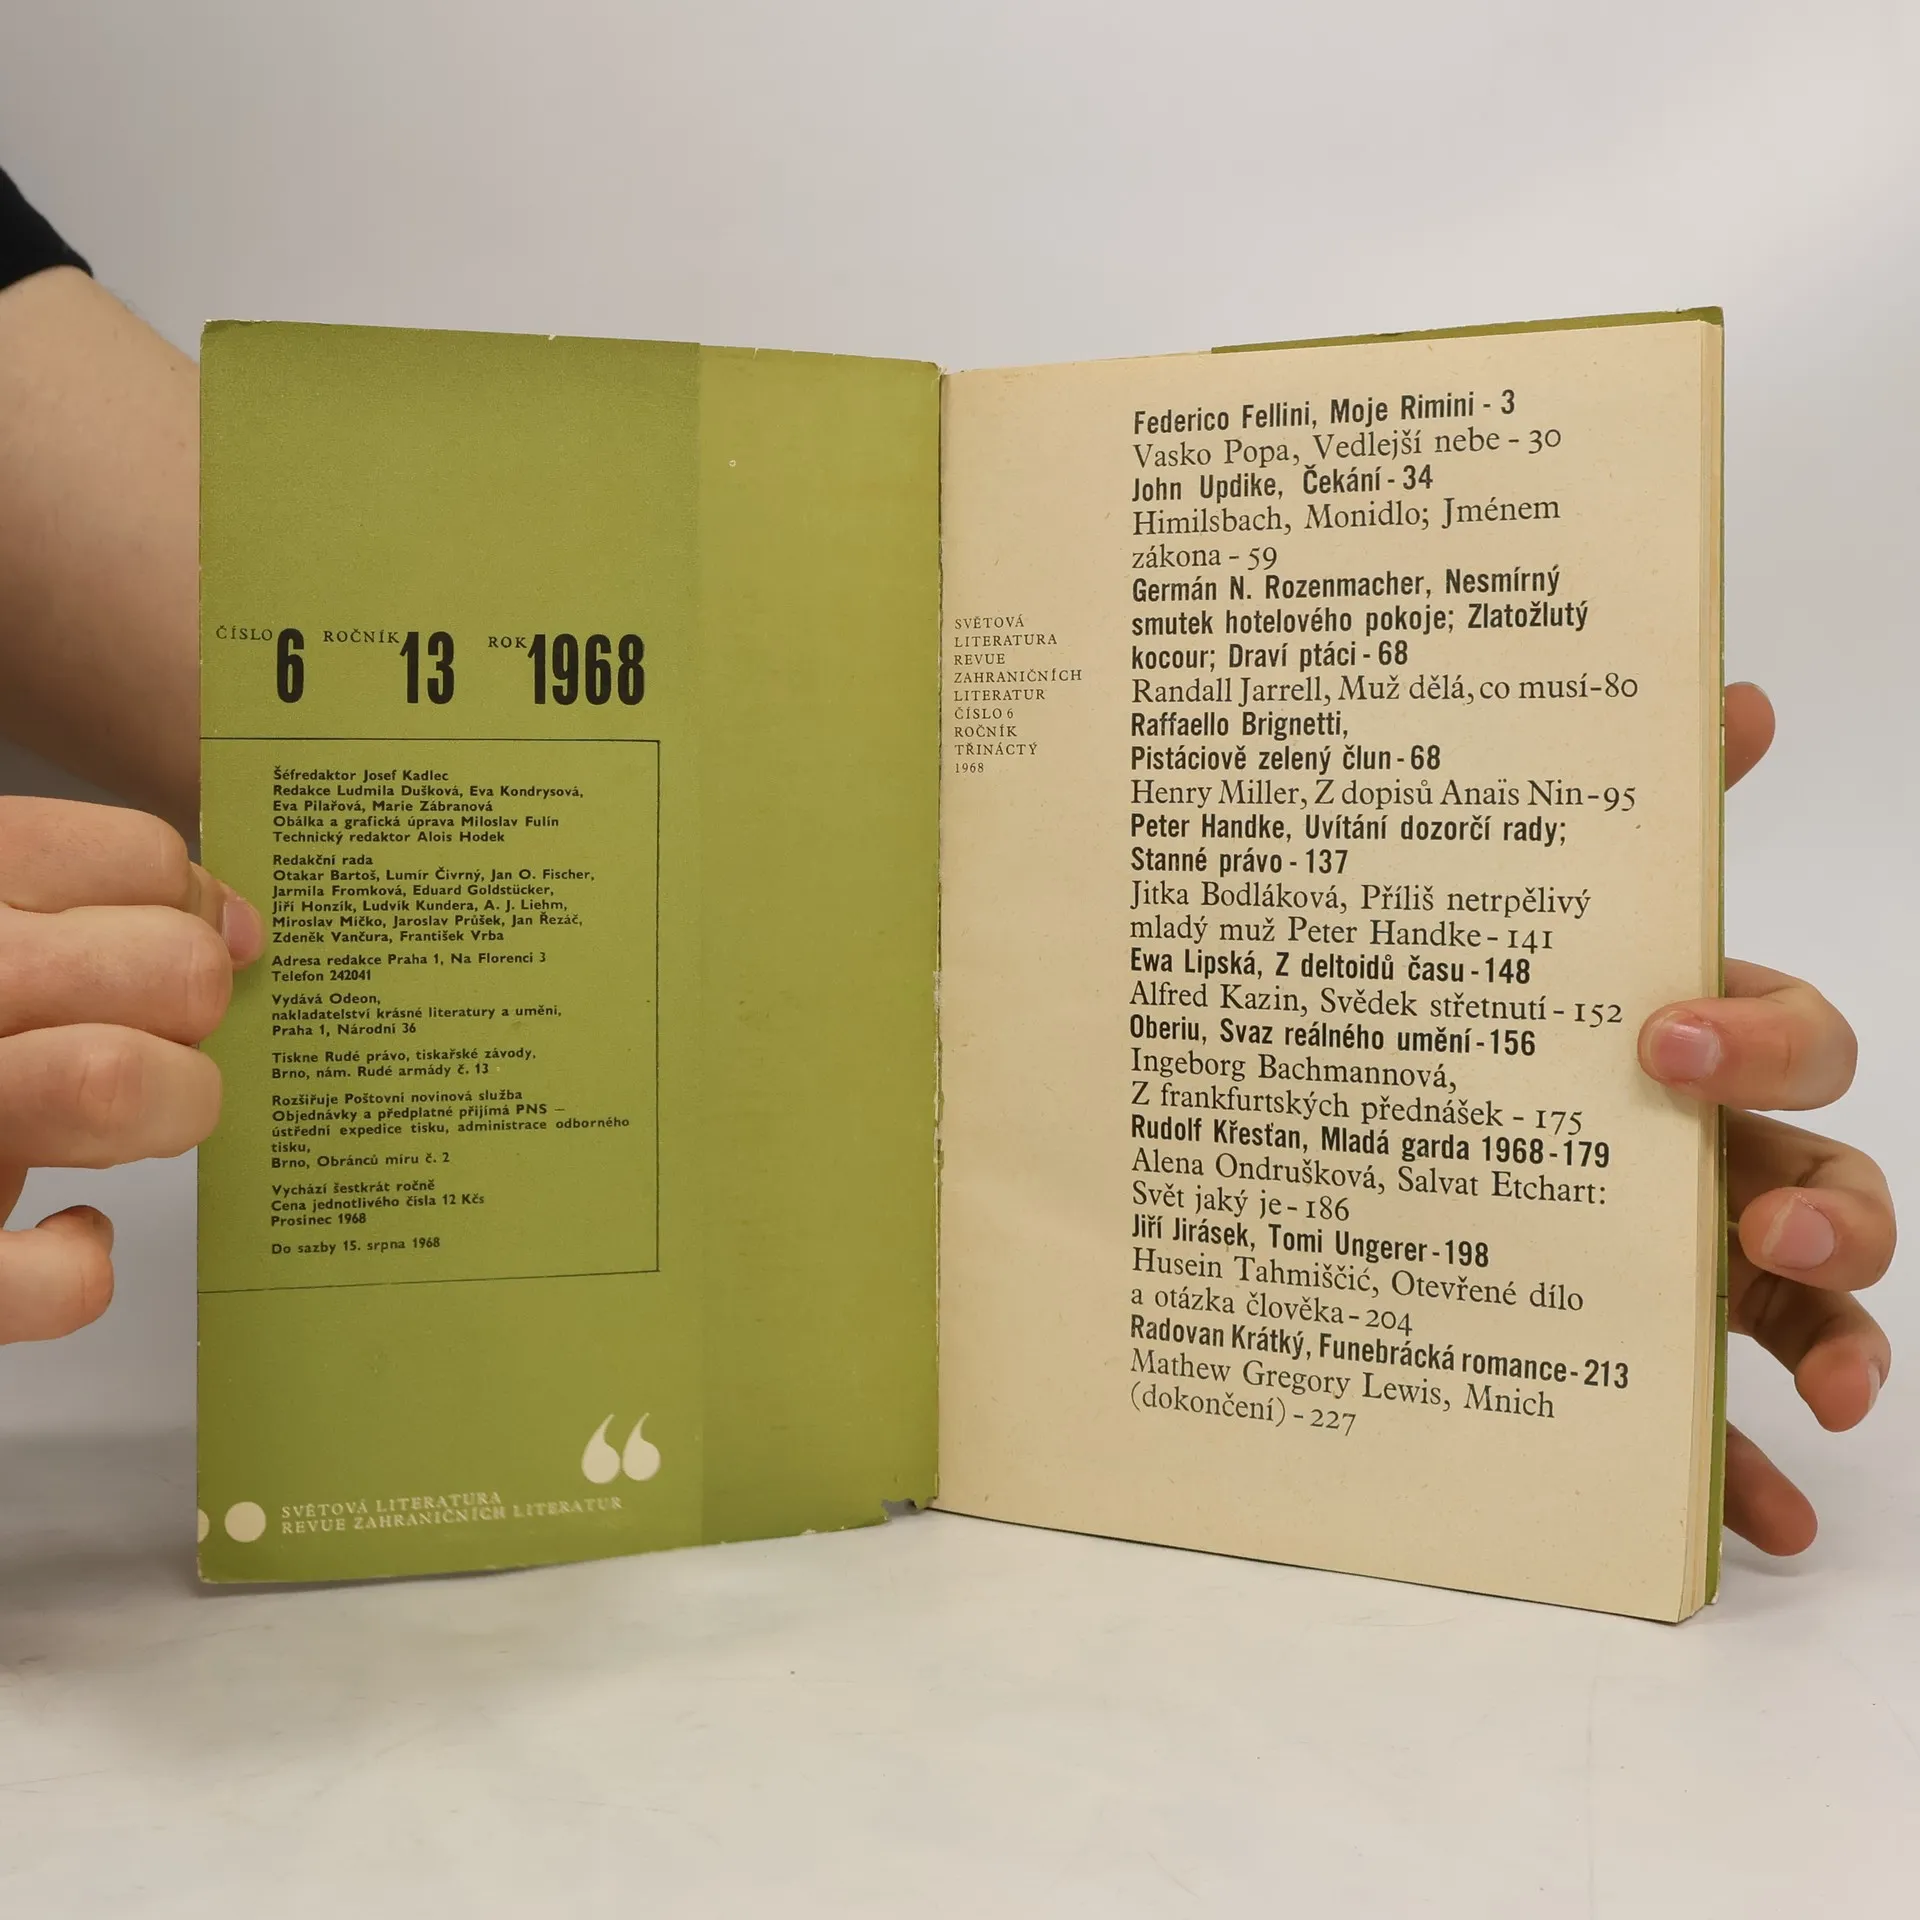 ČÍSLO 6 ROČNÍK 13 ROK 1968
Šéfredaktor Josef Kadlec
Redakce Ludmila Dušková, Eva Kondrysová,
Eva Pilařová, Marie Zábranová
Obálka a grafická úprava Miloslav Fulín
Technický redaktor Alois Hodek
Redakční rada
Otakar Bartoš, Lumír Čivrný, Jan O. Fischer,
Jarmila Fromková, Eduard Goldstücker,
Jiří Honzík, Ludvík Kundera, A. J. Liehm,
Miroslav Míčko, Jaroslav Průšek, Jan Řezáč,
Zdeněk Vančura, František Vrba
Adresa redakce Praha 1, Na Florenci 3
Telefon 242041
Vydává Odeon,
nakladatelství krásné literatury a umění,
Praha 1, Národní 36
Tiskne Rudé právo, tiskařské závody,
Brno, nám. Rudé armády č. 13
Rozšiřuje Poštovní novinová služba
Objednávky a předplatné přijímá PNS —
ústřední expedice tisku, administrace odborného
tisku,
Brno, Obránců míru č. 2
Vychází šestkrát ročně
Cena jednotlivého čísla 12 Kčs
Prosinec 1968
Do sazby 15. srpna 1968
“
SVĚTOVÁ LITERATURA
REVUE ZAHRANIČNÍCH LITERATUR
SVĚTOVÁ
LITERATURA
REVUE
ZAHRANIČNÍCH
LITERATUR
ČÍSLO 6
ROČNÍK
TŘINÁCTÝ
1968
Federico Fellini, Moje Rimini - 3
Vasko Popa, Vedlejší nebe - 30
John Updike, Čekání - 34
Himilsbach, Monidlo; Jménem
zákona - 59
Germán N. Rozenmacher, Nesmírný
smutek hotelového pokoje; Zlatožlutý
kocour; Draví ptáci - 68
Randall Jarrell, Muž dělá, co musí-80
Raffaello Brignetti,
Pistáciově zelený člun - 68
Henry Miller, Z dopisů Anaïs Nin-95
Peter Handke, Uvítání dozorčí rady;
Stanné právo - 137
Jitka Bodláková, Příliš netrpělivý
mladý muž Peter Handke - 141
Ewa Lipská, Z deltoidů času - 148
Alfred Kazin, Svědek střetnutí - 152
Oberiu, Svaz reálného umění - 156
Ingeborg Bachmannová,
Z frankfurtských přednášek - 175
Rudolf Křesťan, Mladá garda 1968 - 179
Alena Ondrušková, Salvat Etchart:
Svět jaký je - 186
Jiří Jirásek, Tomi Ungerer - 198
Husein Tahmiščić, Otevřené dílo
a otázka člověka - 204
Radovan Krátký, Funebrácká romance - 213
Mathew Gregory Lewis, Mnich
(dokončení) - 227